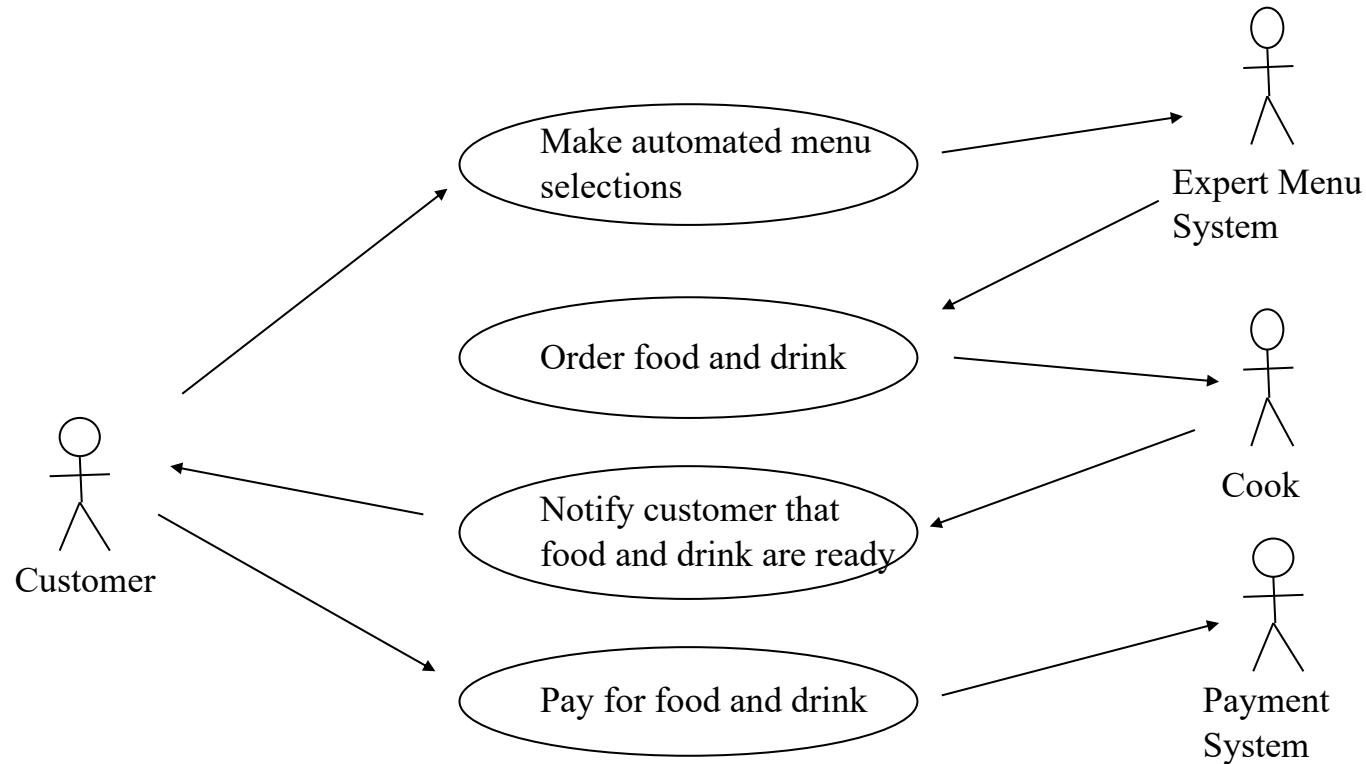 Make automated menu
selections
Expert Menu
System
Order food and drink
Cook
Notify customer that
food and drink are ready
Customer
Pay for food and drink
Payment
System